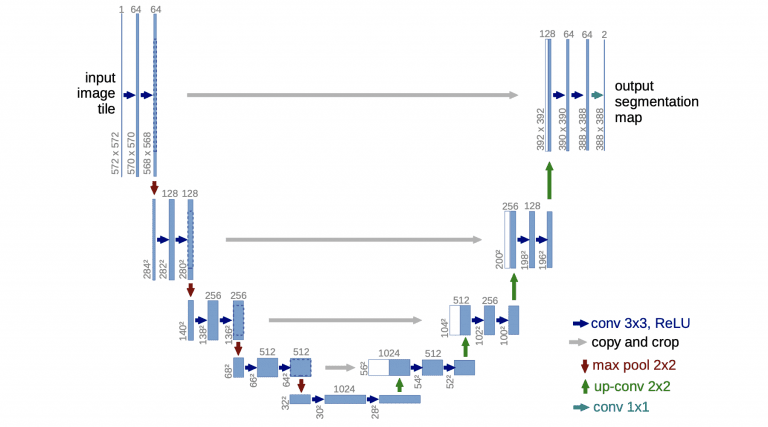 1 64 64
128 64 64 2
input
image
tile
output
segmentation
map
572 x 572
570 x 570
568 x 568
392 x 392
390 x 390
388 x 388
388 x 388
128 128
256 128
284²
282²
280²
200²
198²
196²
256 256
512 256
140²
138²
136²
104²
102²
100²
512 512
1024 512
68²
66²
64²
56²
54²
52²
1024
32²
30²
28²
conv 3x3, ReLU
copy and crop
max pool 2x2
up-conv 2x2
conv 1x1